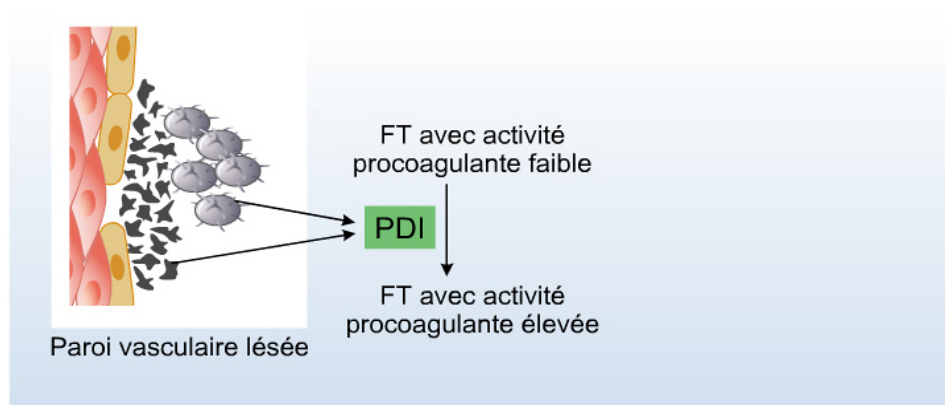 FT avec activité
procoagulante faible
PDI
FT avec activité
procoagulante élevée
Paroi vasculaire lésée